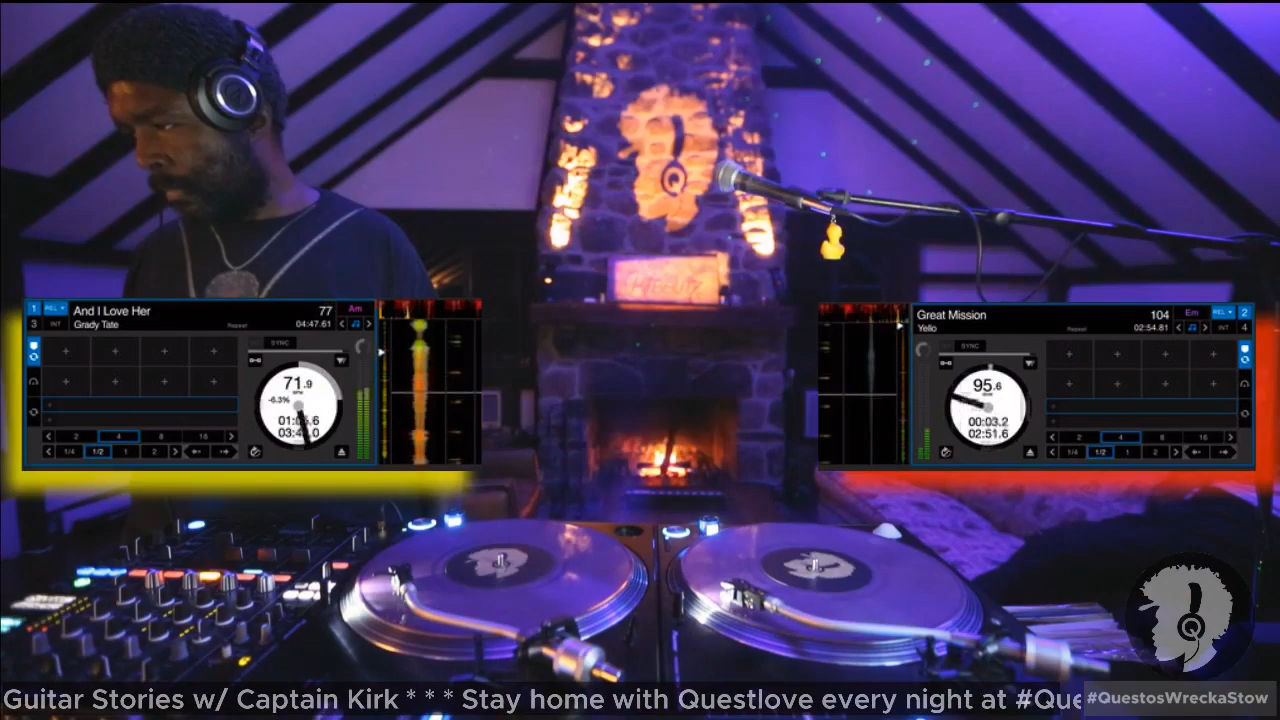 1 REL And I Love Her 77 Am
3 INT Grady Tate Repeat 04:47.61
SYNC
71.9
BPM
-6.3%
03:4
2 4 8 16
1/4 1/2 1 2
Great Mission 104 Em REL 2
Yello Repeat 02:54.81 INT 4
SYNC
95.6
00:03.2
02:51.6
2 4 8 16
1/4 1/2 1 2
Q
Q
Guitar Stories w/ Captain Kirk * * * Stay home with Questlove every night at #Que
#QuestosWreckaStow